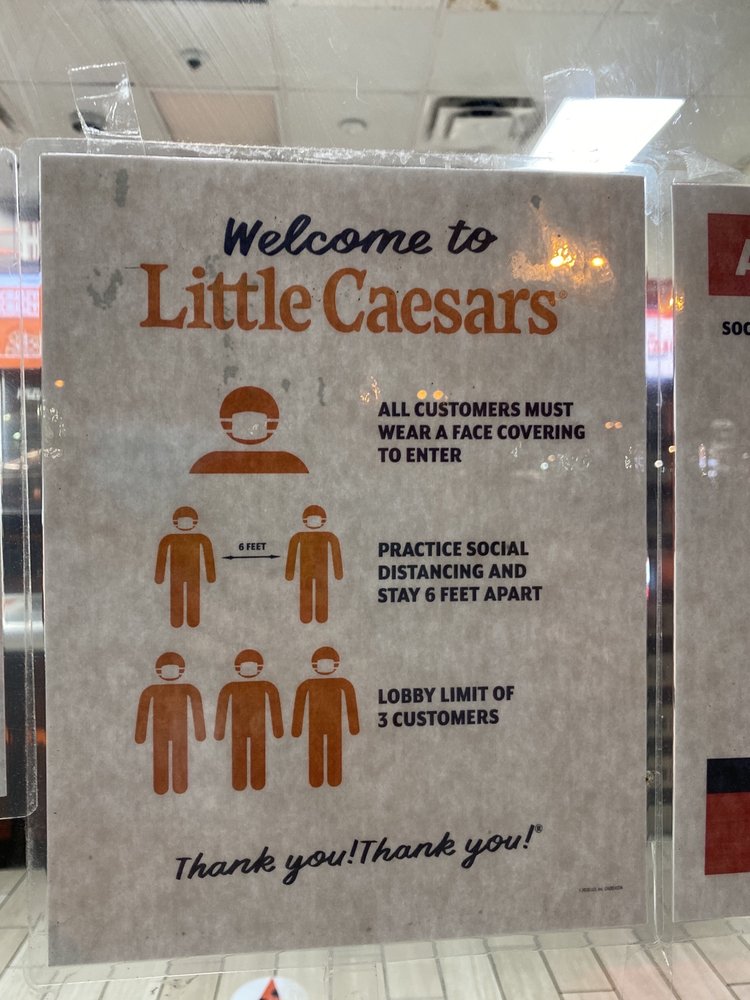 Welcome to
Little Caesars®
ALL CUSTOMERS MUST
WEAR A FACE COVERING
TO ENTER
6 FEET
PRACTICE SOCIAL
DISTANCING AND
STAY 6 FEET APART
LOBBY LIMIT OF
3 CUSTOMERS
Thank you!Thank you!®
SOC